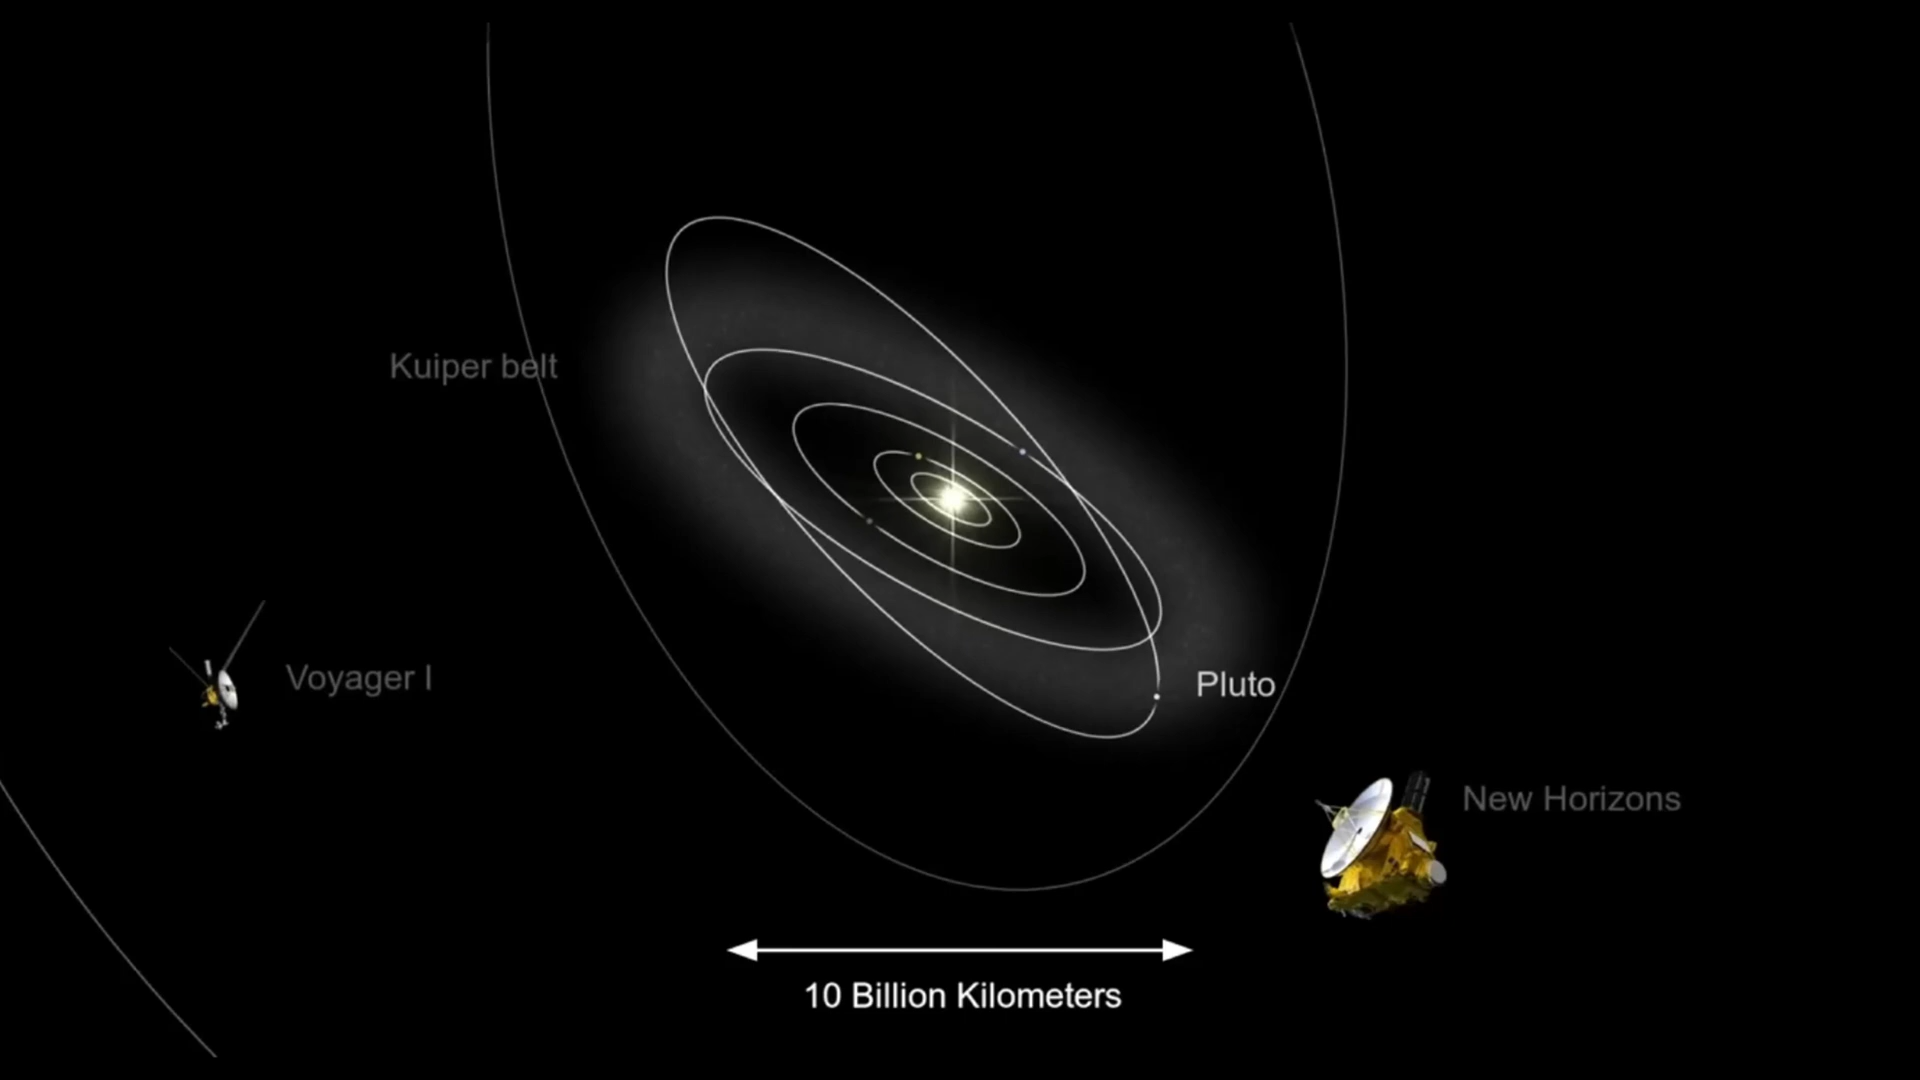 Kuiper belt
Voyager I
Pluto
New Horizons
10 Billion Kilometers